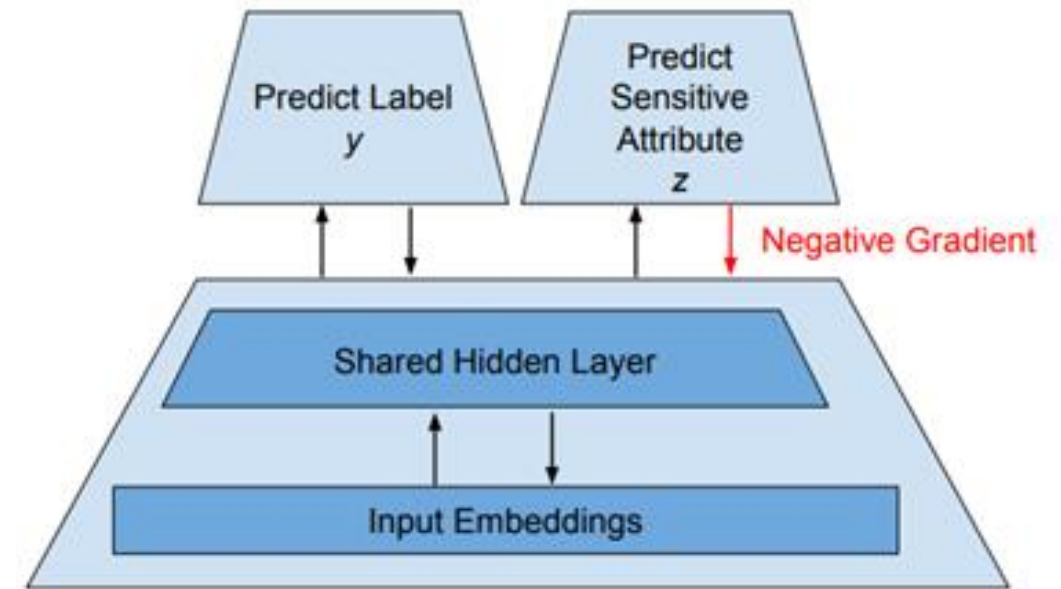 Predict Label
y
Predict
Sensitive
Attribute
z
Negative Gradient
Shared Hidden Layer
Input Embeddings